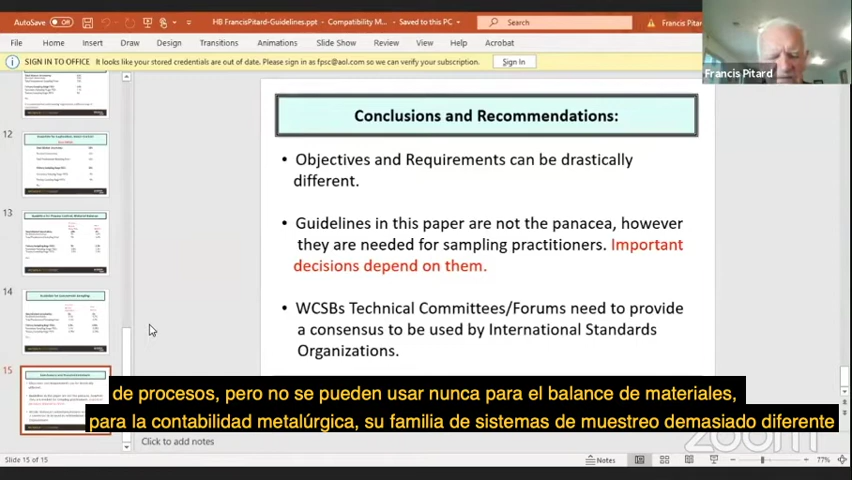 AutoSave
Off
HB FrancisPitard-Guidelines.ppt - Compatibility M... - Saved to this PC
Search
Francis Pitar
File Home Insert Draw Design Transitions Animations Slide Show Review View Help Acrobat
SIGN IN TO OFFICE It looks like your stored credentials are out of date. Please sign in as fpsc@aol.com so we can verify your subscription. Sign In
Francis Pitard
12
13
14
15
Conclusions and Recommendations:
• Objectives and Requirements can be drastically
different.
• Guidelines in this paper are not the panacea, however
they are needed for sampling practitioners. Important
decisions depend on them.
• WCSBs Technical Committees/Forums need to provide
a consensus to be used by International Standards
Organizations.
de procesos, pero no se pueden usar nunca para el balance de materiales,
para la contabilidad metalúrgica, su familia de sistemas de muestreo demasiado diferente
Click to add notes
zoom
Slide 15 of 15
Notes
77%